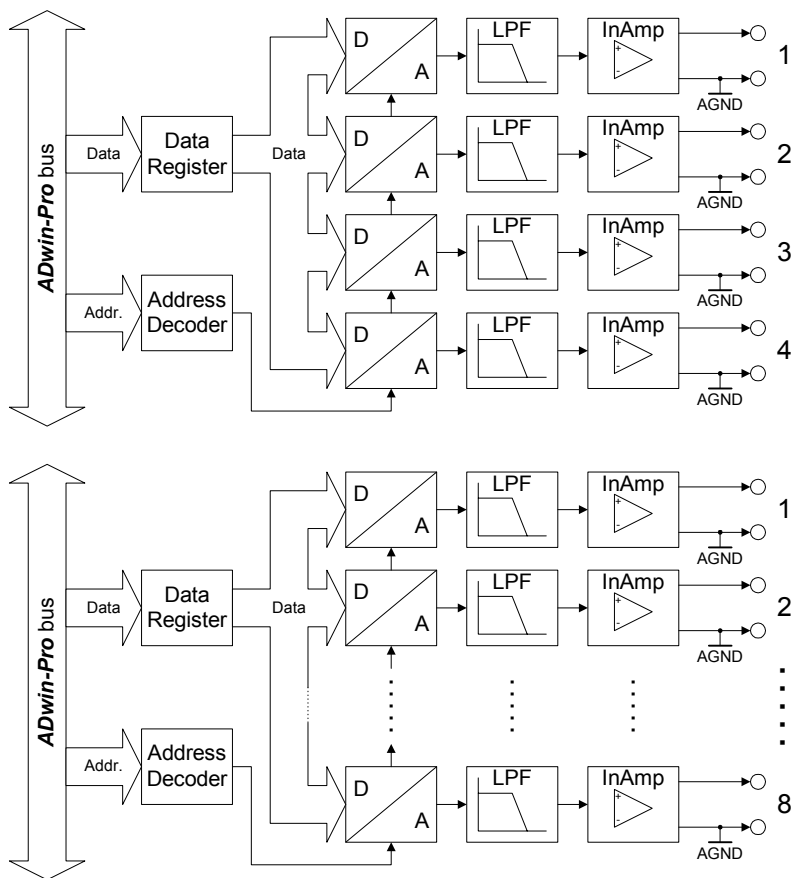 ADwin-Pro bus
D
A
LPF
InAmp
+
-
AGND
1
Data
Data
Register
Data
D
A
LPF
InAmp
+
-
AGND
2
D
A
LPF
InAmp
+
-
AGND
3
Addr.
Address
Decoder
D
A
LPF
InAmp
+
-
AGND
4
ADwin-Pro bus
D
A
LPF
InAmp
+
-
AGND
1
Data
Data
Register
Data
D
A
LPF
InAmp
+
-
AGND
2
Addr.
Address
Decoder
D
A
LPF
InAmp
+
-
AGND
8